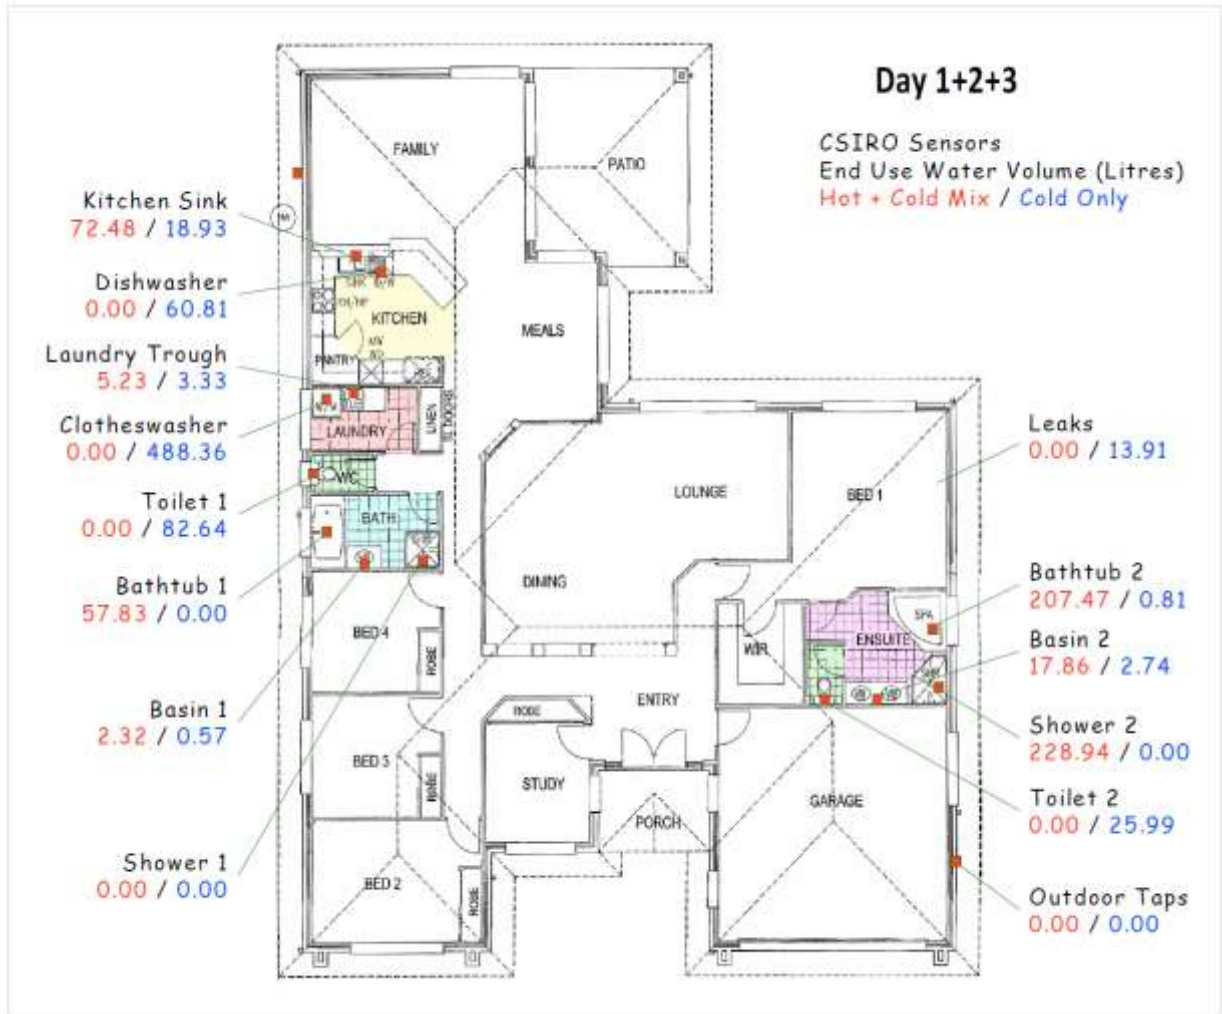 Day 1+2+3
CSIRO Sensors
End Use Water Volume (Litres)
Hot + Cold Mix / Cold Only
Kitchen Sink
72.48 / 18.93
Dishwasher
0.00 / 60.81
Laundry Trough
5.23 / 3.33
Clotheswasher
0.00 / 488.36
Toilet 1
0.00 / 82.64
Bathtub 1
57.83 / 0.00
Basin 1
2.32 / 0.57
Shower 1
0.00 / 0.00
FAMILY
PATIO
KITCHEN
MEALS
PANTRY
LINEN
LAUNDRY
WC
BATH
LOUNGE
BED 1
DINING
BED 4
ROBE
SPA
ENSUITE
WIR
ENTRY
ROBE
BED 3
ROBE
STUDY
PORCH
GARAGE
BED 2
ROBE
Leaks
0.00 / 13.91
Bathtub 2
207.47 / 0.81
Basin 2
17.86 / 2.74
Shower 2
228.94 / 0.00
Toilet 2
0.00 / 25.99
Outdoor Taps
0.00 / 0.00